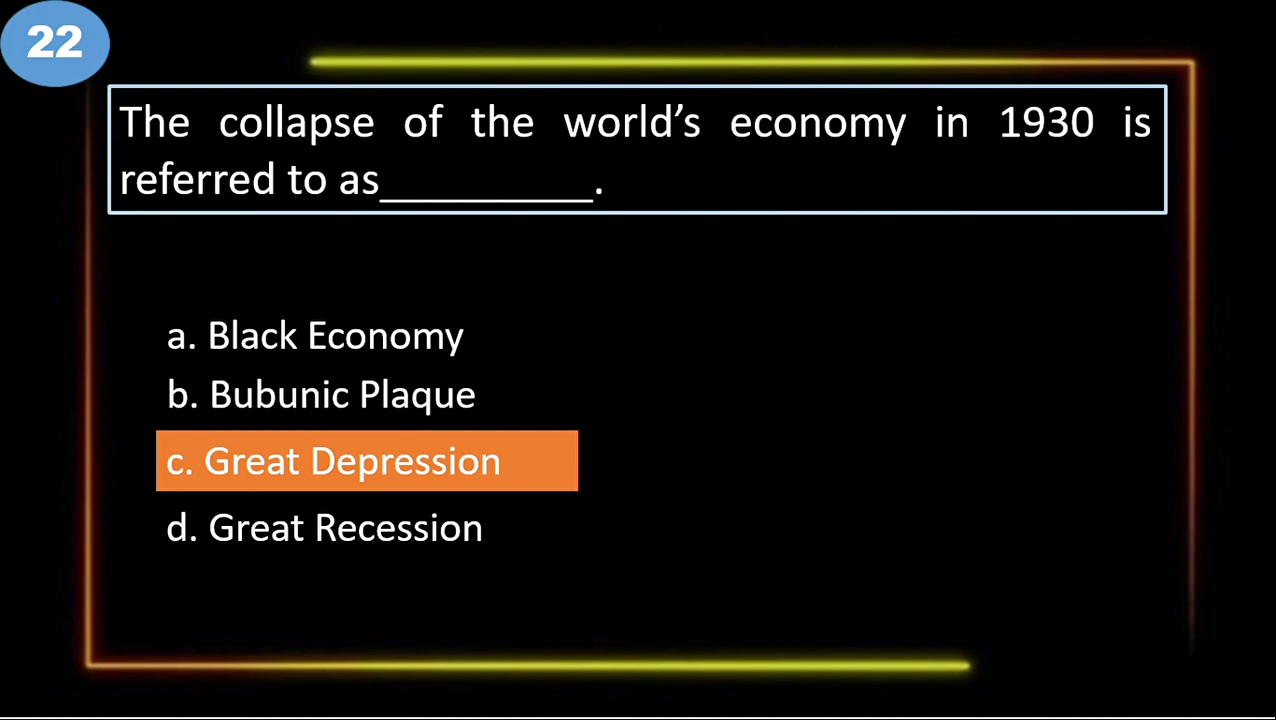 22
The collapse of the world’s economy in 1930 is
referred to as__________.
a. Black Economy
b. Bubunic Plaque
c. Great Depression
d. Great Recession